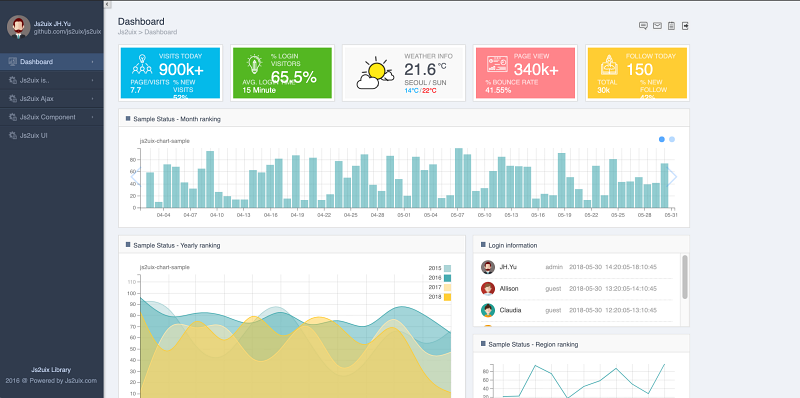 Js2uix JH.Yu
github.com/js2uix/js2uix
Dashboard
Js2uix is..
Js2uix Ajax
Js2uix Component
Js2uix UI
Js2uix Library
2016 @ Powered by Js2uix.com
Dashboard
Js2uix > Dashboard
VISITS TODAY
900k+
PAGE/VISITS
7.7
% NEW
VISITS
% LOGIN
VISITORS
65.5%
15 Minute
WEATHER INFO
21.6 °C
SEOUL / SUN
14°C / 22°C
PAGE VIEW
340k+
% BOUNCE RATE
41.55%
FOLLOW TODAY
150
TOTAL
30k
% NEW
FOLLOW
Sample Status - Month ranking
js2uix-chart-sample
100
80
60
40
20
0
04-04 04-07 04-10 04-13 04-16 04-19 04-22 04-25 04-28 05-01 05-04 05-07 05-10 05-13 05-16 05-19 05-22 05-25 05-28 05-31
Sample Status - Yearly ranking
js2uix-chart-sample
2015
2016
2017
2018
110
100
90
80
70
60
50
40
30
20
10
Login information
JH.Yu admin 2018-05-30 14:20:05-18:10:45
Allison guest 2018-05-30 13:20:05-14:10:45
Claudia guest 2018-05-30 12:20:05-13:10:45
Sample Status - Region ranking
100
80
60
40
20